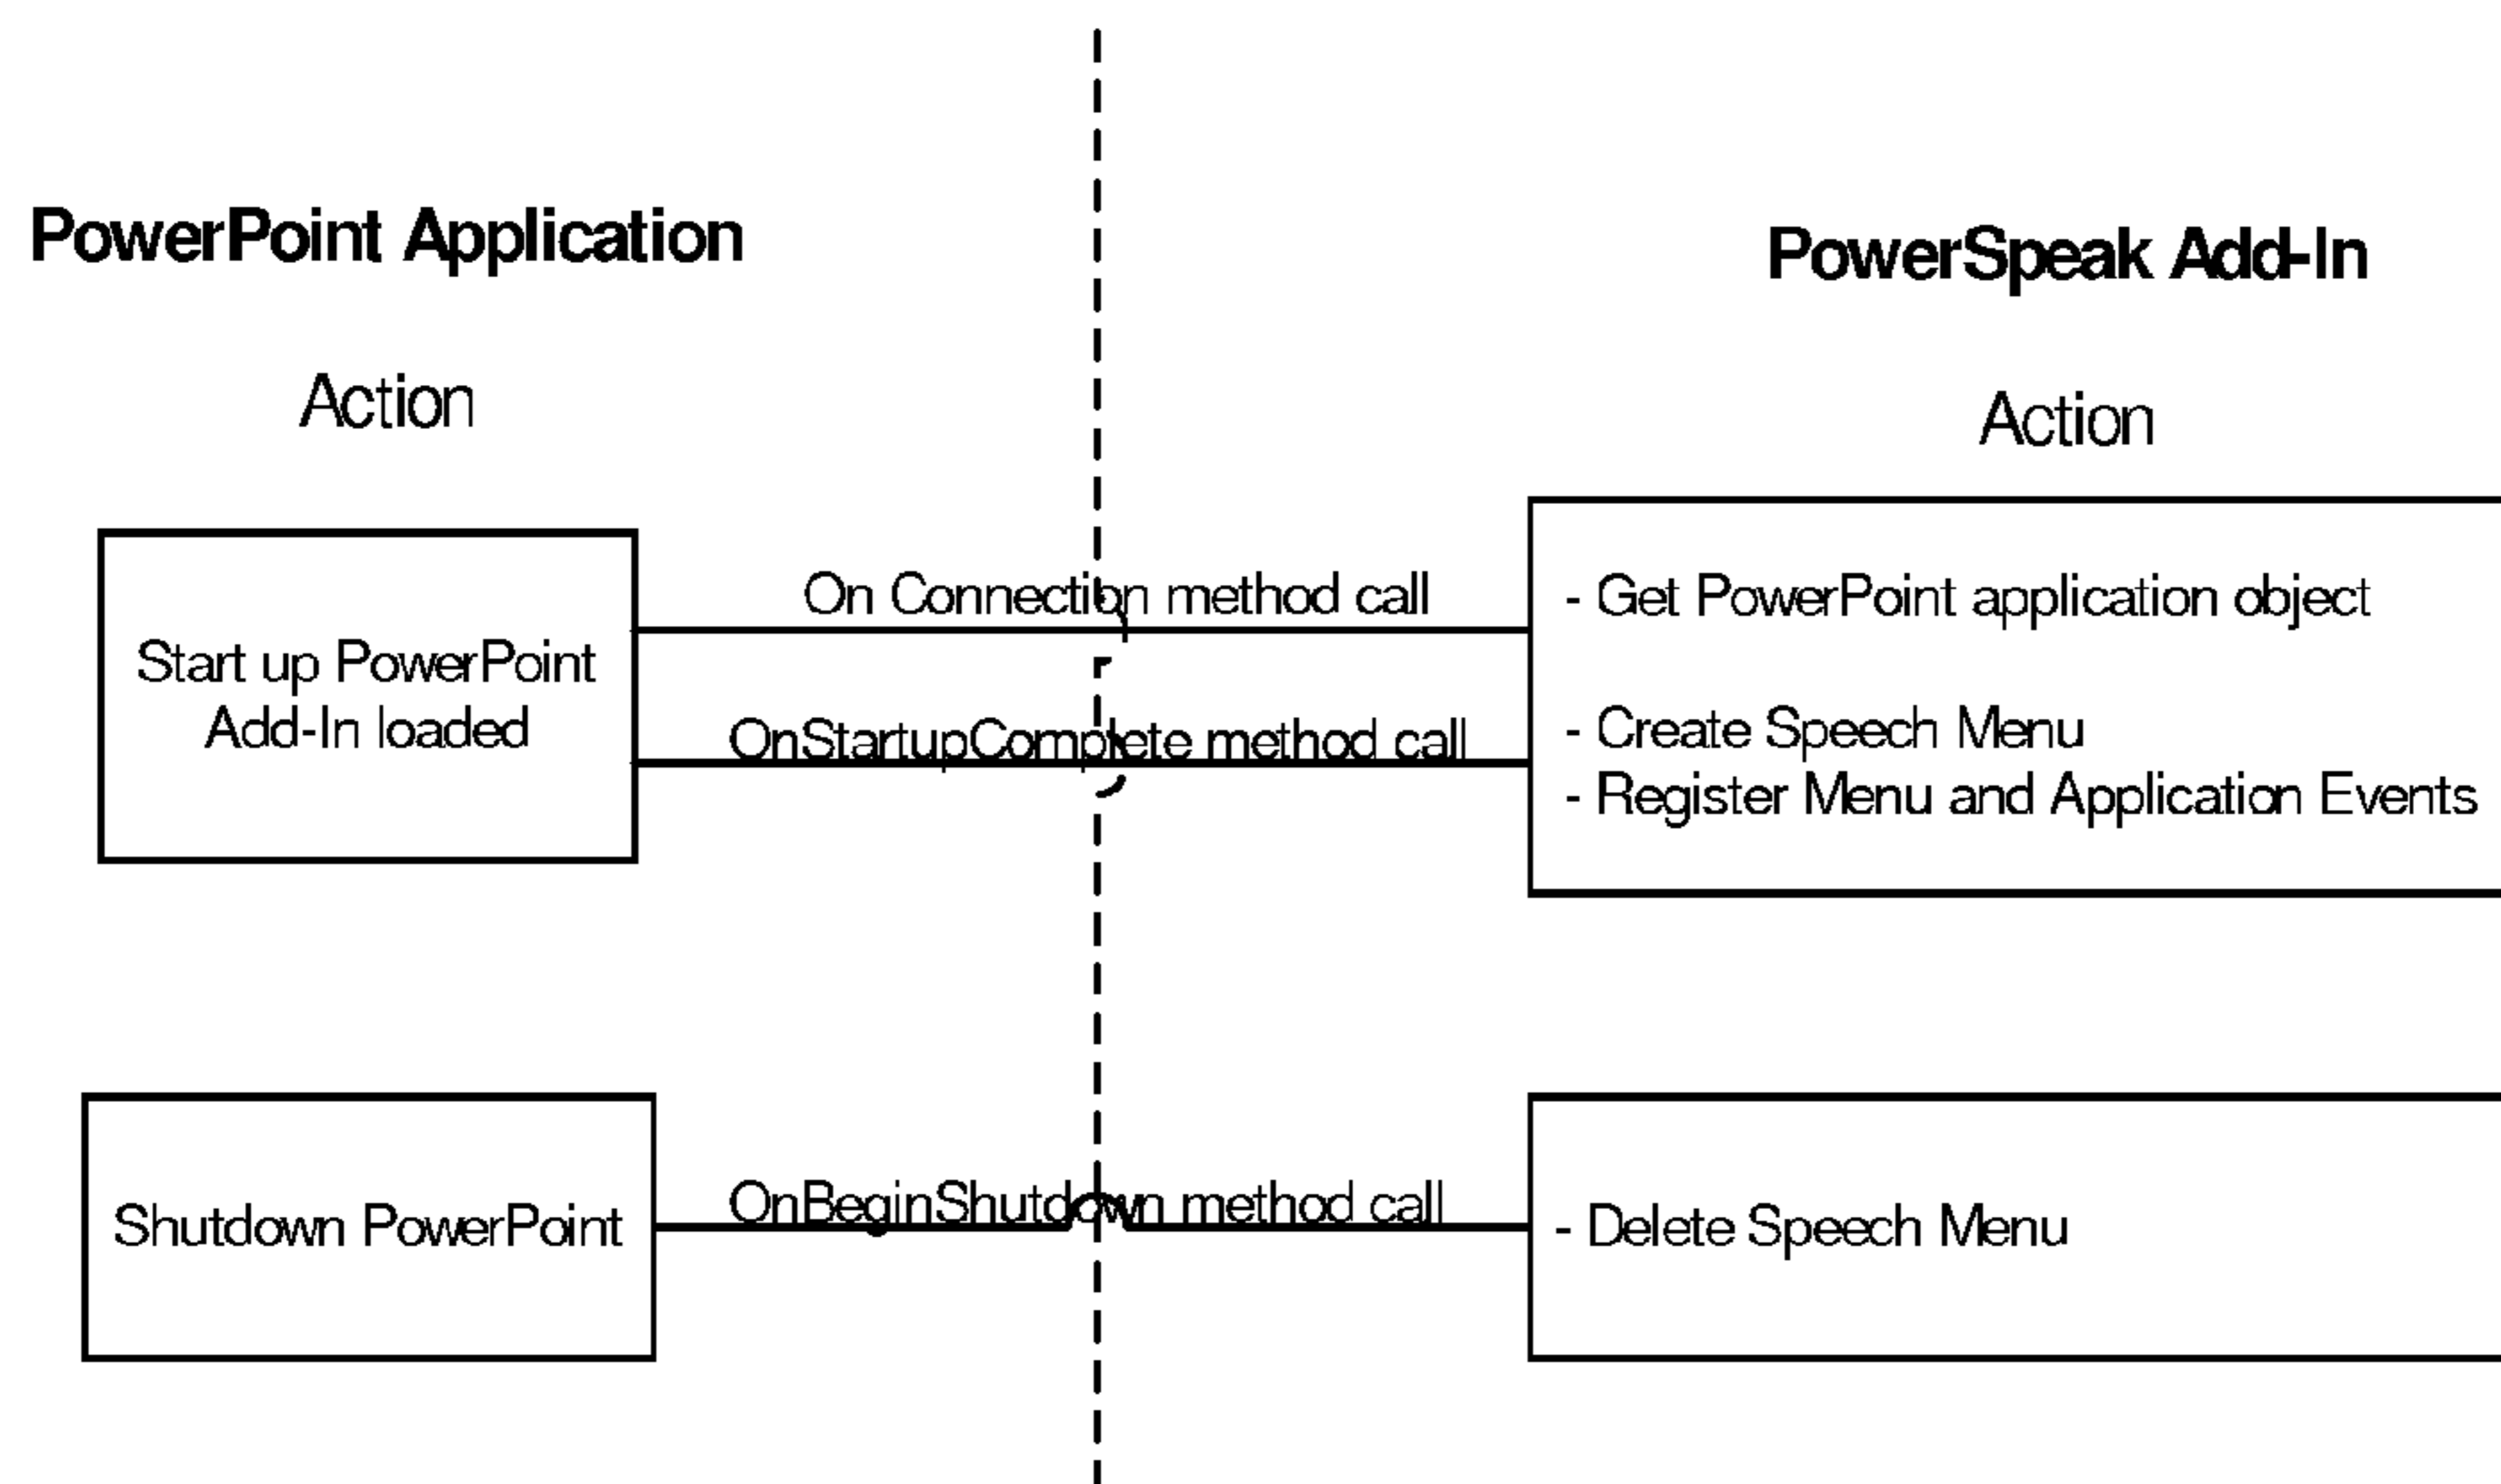 PowerPoint Application
PowerSpeak Add-In
Action
Action
On Connection method call
- Get PowerPoint application object
Start up PowerPoint
Add-In loaded
OnStartupComplete method call
- Create Speech Menu
- Register Menu and Application Events
Shutdown PowerPoint
OnBeginShutdown method call
- Delete Speech Menu